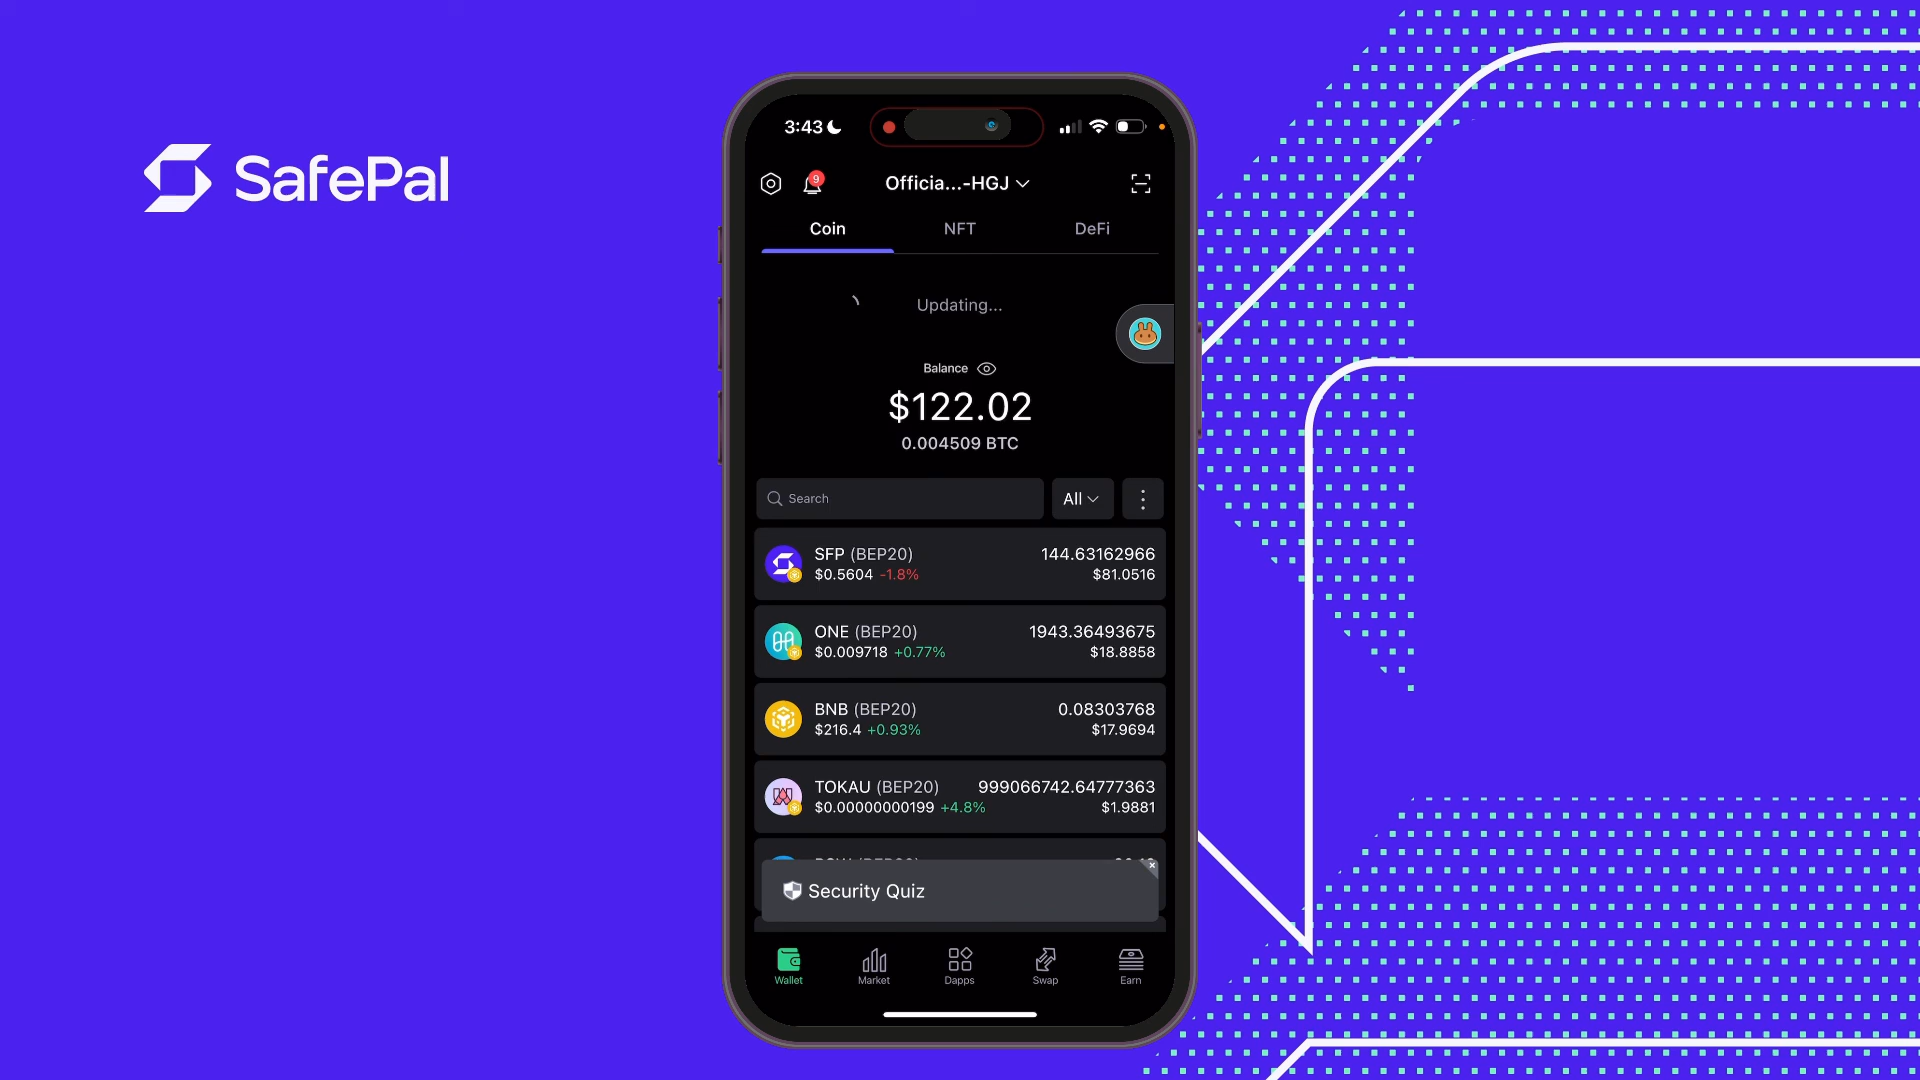 SafePal
3:43
9
Officia...-HGJ
Coin NFT DeFi
Updating...
Balance
$122.02
0.004509 BTC
Search
All
SFP (BEP20) 144.63162966
$0.5604 -1.8% $81.0516
ONE (BEP20) 1943.36493675
$0.009718 +0.77% $18.8858
BNB (BEP20) 0.08303768
$216.4 +0.93% $17.9694
TOKAU (BEP20) 999066742.64777363
$0.00000000199 +4.8% $1.9881
Security Quiz
Wallet Market Dapps Swap Earn